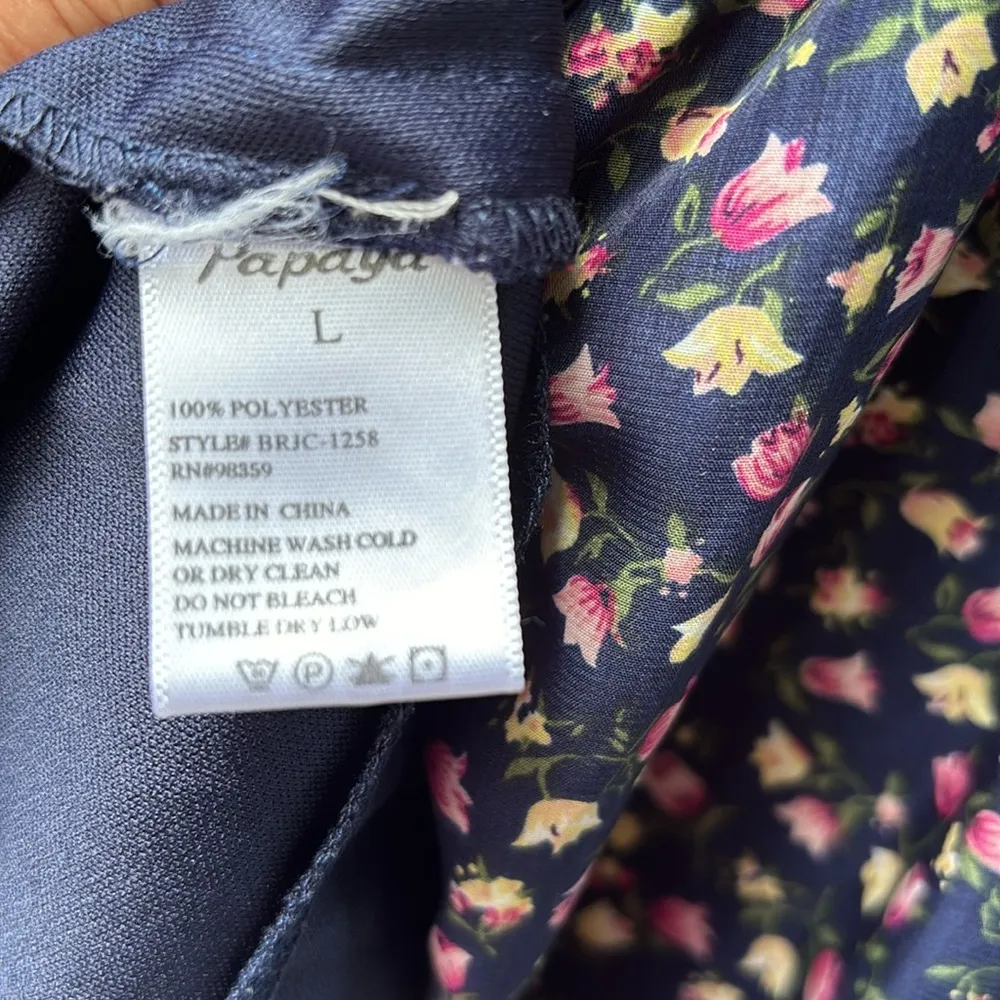 Papaya
L
100% POLYESTER
STYLE# BRJC-1258
RN#98359
MADE IN CHINA
MACHINE WASH COLD
OR DRY CLEAN
DO NOT BLEACH
TUMBLE DRY LOW
P